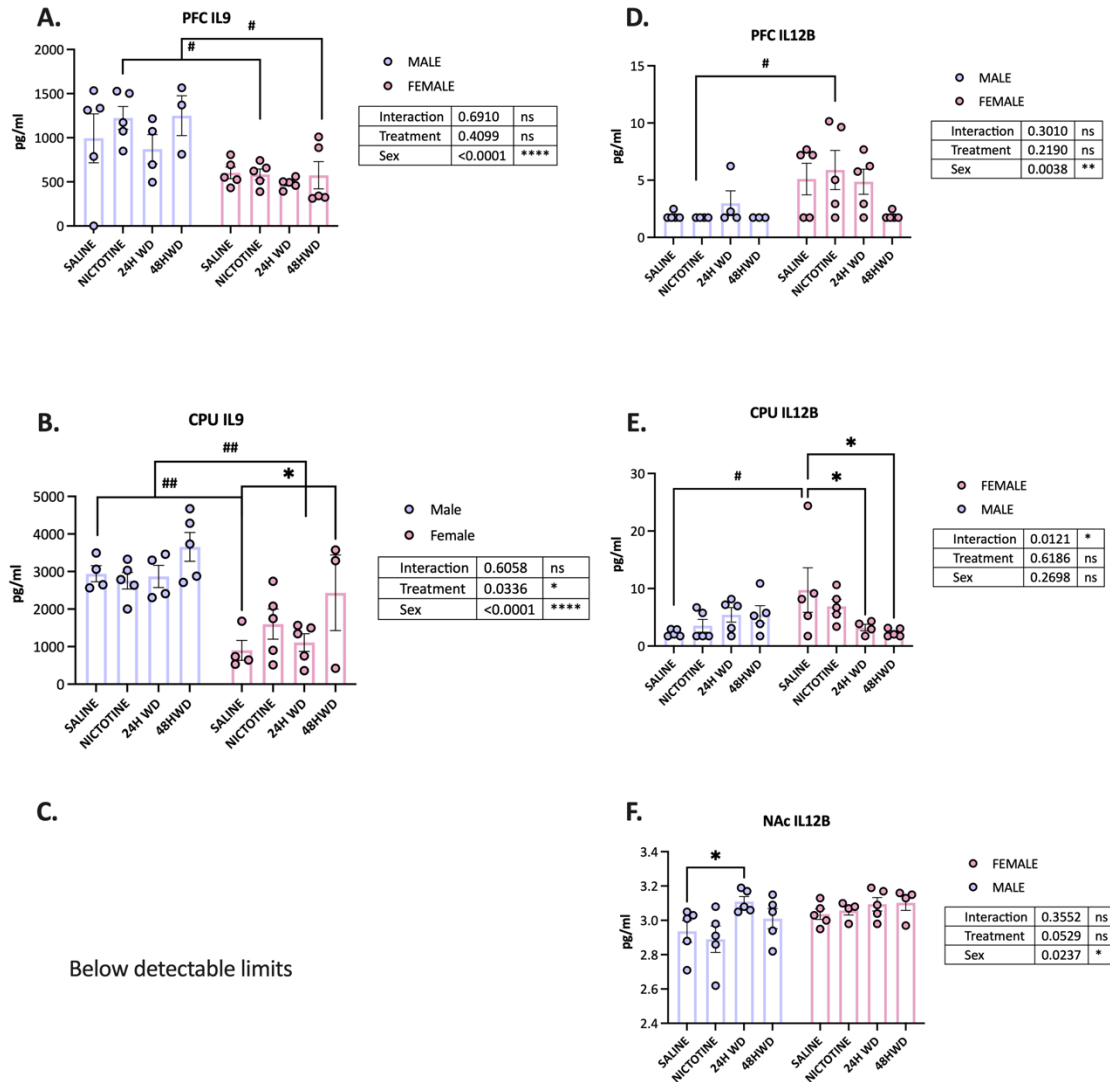 A.
PFC IL9
#
#
2000
1500
1000
500
0
pg/ml
SALINE
NICTOTINE
24H WD
48HWD
SALINE
NICTOTINE
24H WD
48HWD
MALE
FEMALE
Interaction 0.6910 ns
Treatment 0.4099 ns
Sex <0.0001 ****
D.
PFC IL12B
#
15
10
5
0
pg/ml
SALINE
NICTOTINE
24H WD
48HWD
SALINE
NICTOTINE
24H WD
48HWD
MALE
FEMALE
Interaction 0.3010 ns
Treatment 0.2190 ns
Sex 0.0038 **
B.
CPU IL9
##
##
*
5000
4000
3000
2000
1000
0
pg/ml
SALINE
NICTOTINE
24H WD
48HWD
SALINE
NICTOTINE
24H WD
48HWD
Male
Female
Interaction 0.6058 ns
Treatment 0.0336 *
Sex <0.0001 ****
E.
CPU IL12B
*
#
*
30
20
10
0
pg/ml
SALINE
NICTOTINE
24H WD
48HWD
SALINE
NICTOTINE
24H WD
48HWD
FEMALE
MALE
Interaction 0.0121 *
Treatment 0.6186 ns
Sex 0.2698 ns
C.
Below detectable limits
F.
NAc IL12B
*
3.4
3.2
3.0
2.8
2.6
2.4
pg/ml
SALINE
NICTOTINE
24H WD
48HWD
SALINE
NICTOTINE
24H WD
48HWD
FEMALE
MALE
Interaction 0.3552 ns
Treatment 0.0529 ns
Sex 0.0237 *